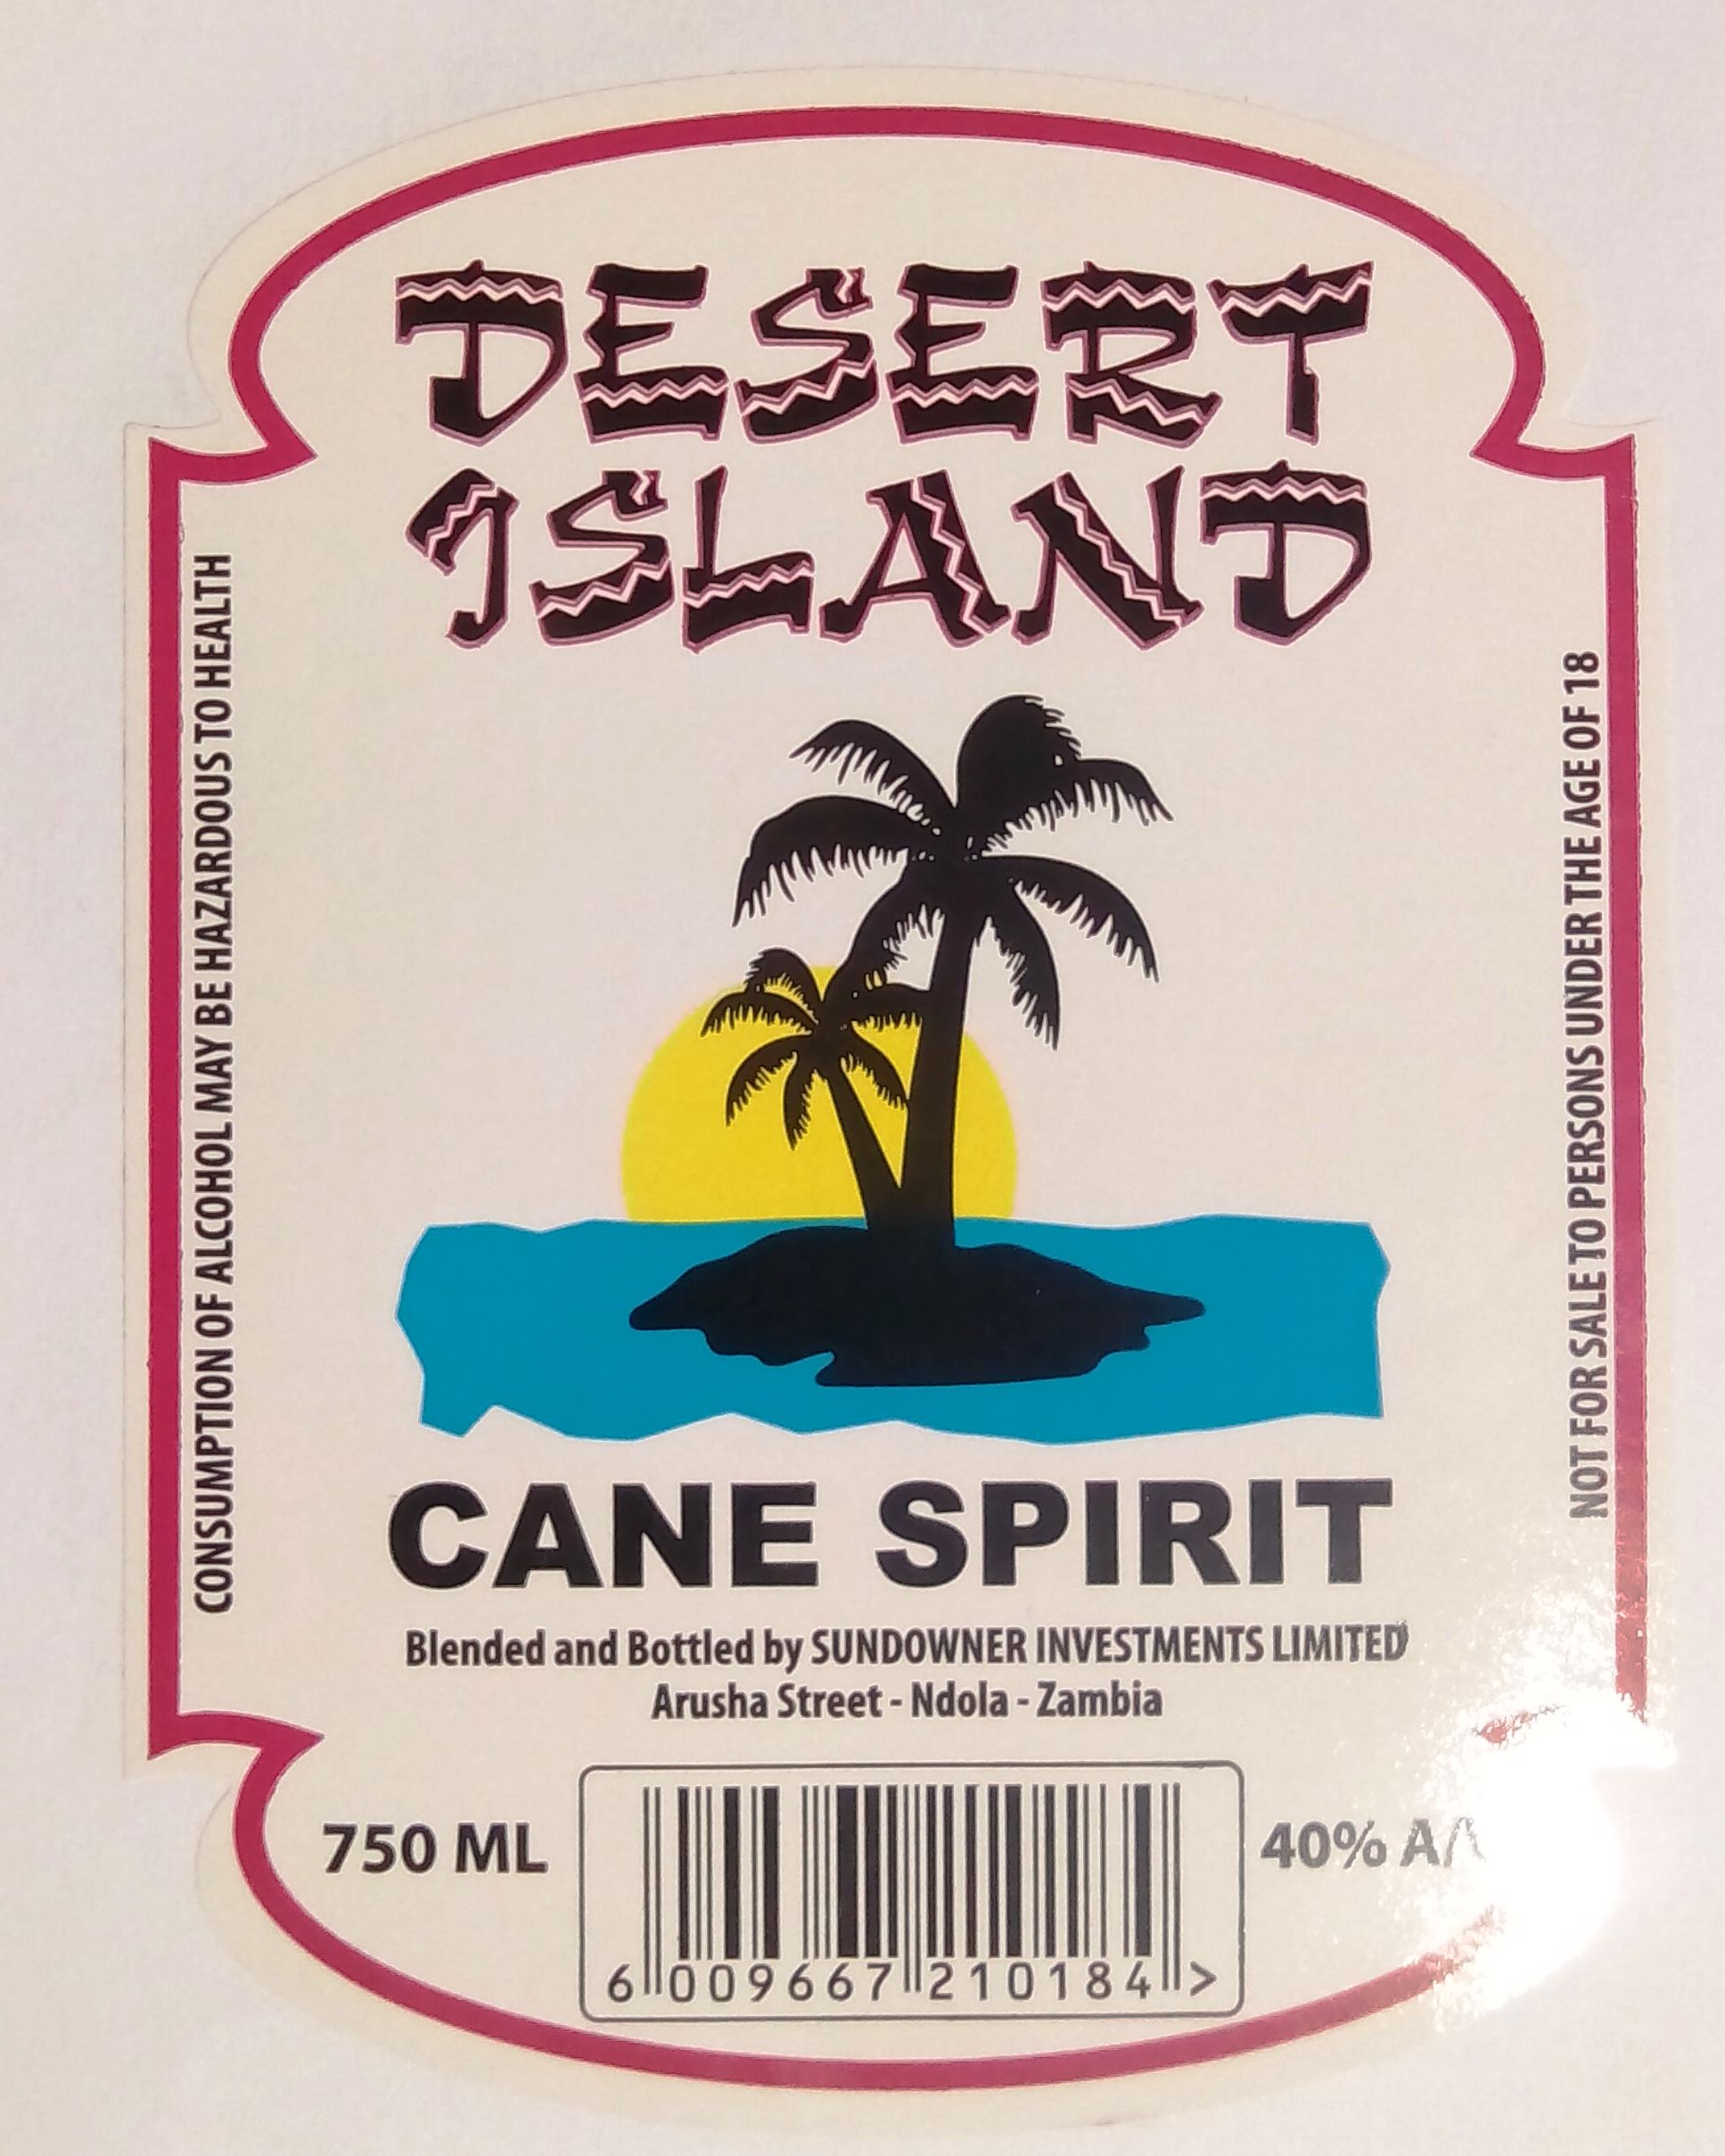 DESERT
ISLAND
CONSUMPTION OF ALCOHOL MAY BE HAZARDOUS TO HEALTH
NOT FOR SALE TO PERSONS UNDER THE AGE OF 18
CANE SPIRIT
Blended and Bottled by SUNDOWNER INVESTMENTS LIMITED
Arusha Street - Ndola - Zambia
750 ML
40%
6 009667 210184 >